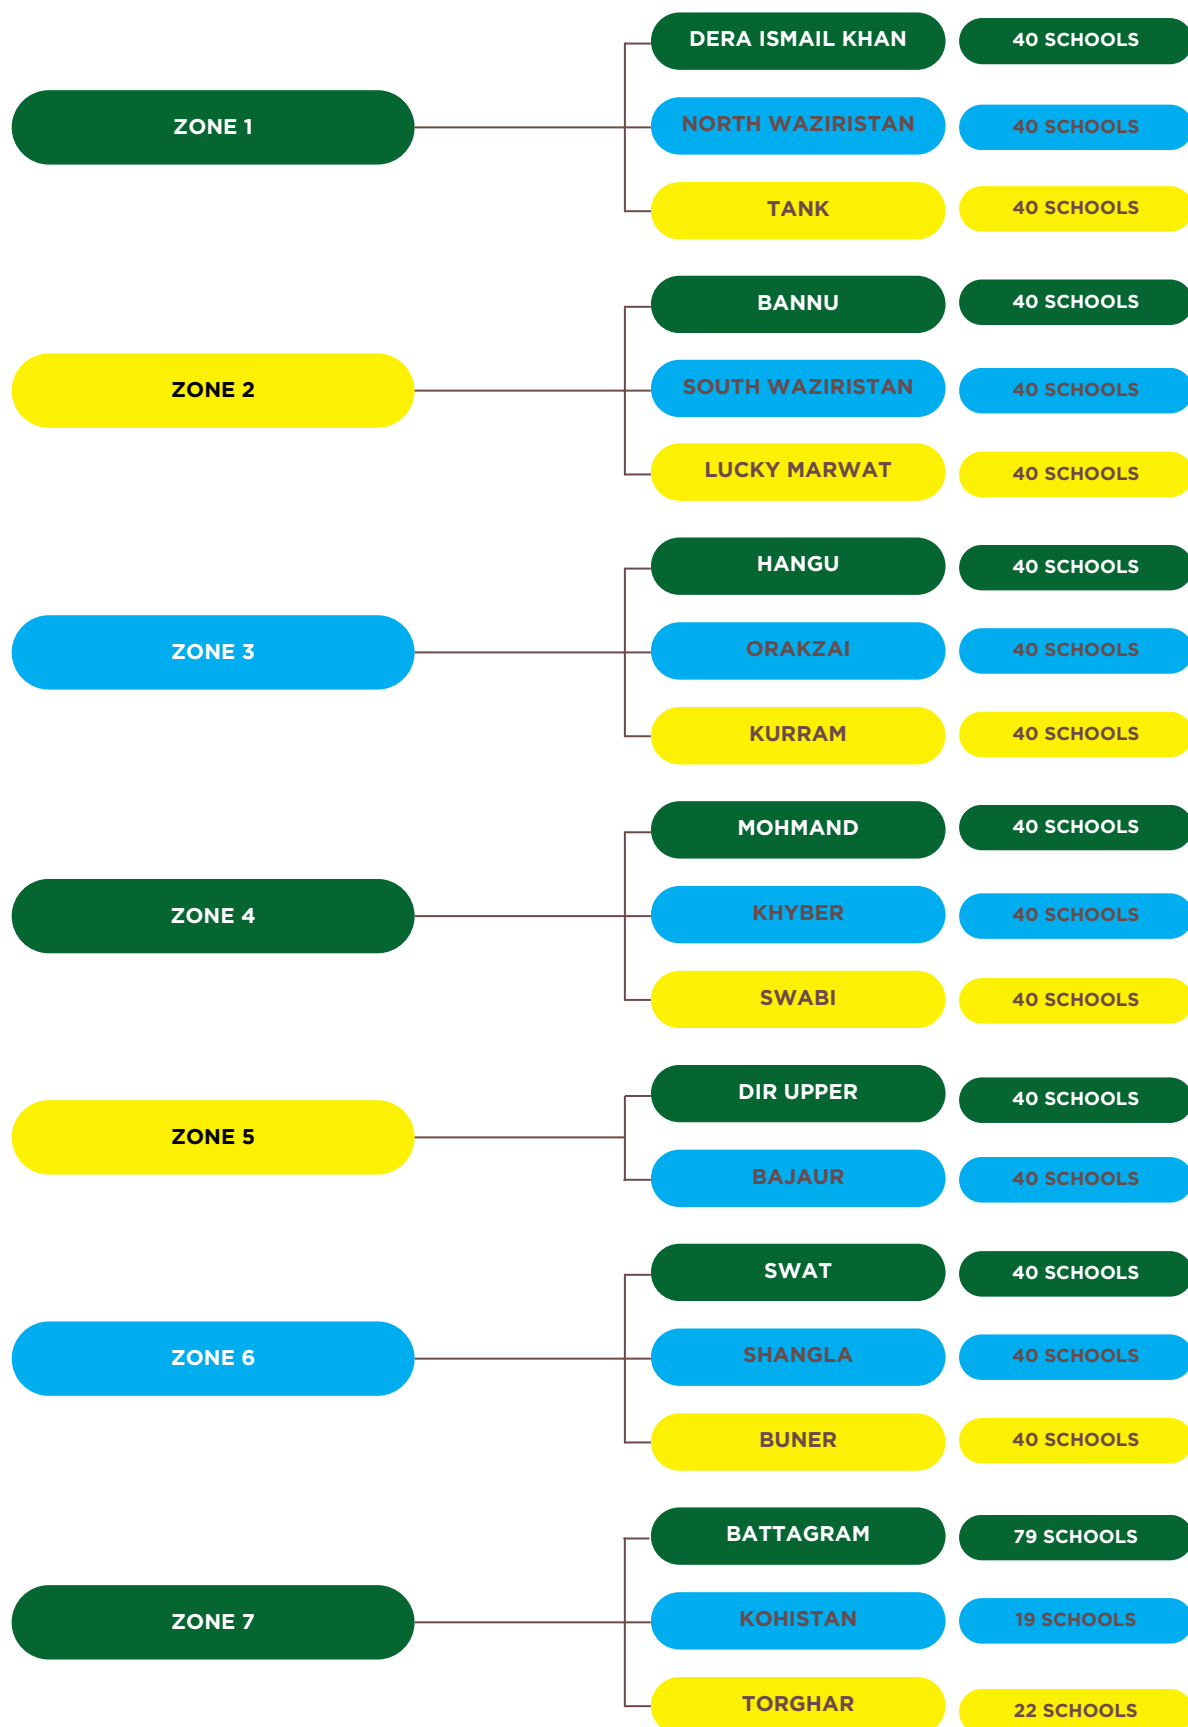 DERA ISMAIL KHAN
40 SCHOOLS
ZONE 1
NORTH WAZIRISTAN
40 SCHOOLS
TANK
40 SCHOOLS
BANNU
40 SCHOOLS
ZONE 2
SOUTH WAZIRISTAN
40 SCHOOLS
LUCKY MARWAT
40 SCHOOLS
HANGU
40 SCHOOLS
ZONE 3
ORAKZAI
40 SCHOOLS
KURRAM
40 SCHOOLS
MOHMAND
40 SCHOOLS
ZONE 4
KHYBER
40 SCHOOLS
SWABI
40 SCHOOLS
DIR UPPER
40 SCHOOLS
ZONE 5
BAJAUR
40 SCHOOLS
SWAT
40 SCHOOLS
ZONE 6
SHANGLA
40 SCHOOLS
BUNER
40 SCHOOLS
BATTAGRAM
79 SCHOOLS
ZONE 7
KOHISTAN
19 SCHOOLS
TORGHAR
22 SCHOOLS